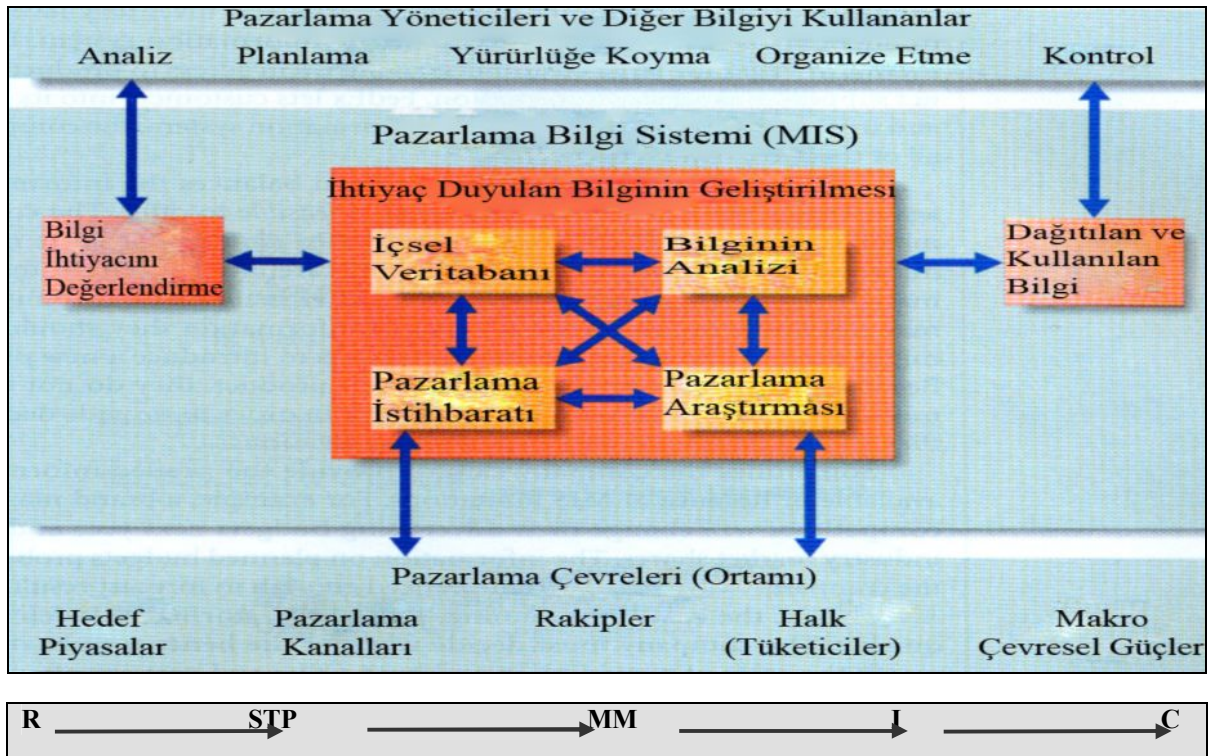 Pazarlama Yöneticileri ve Diğer Bilgiyi Kullananlar
Analiz Planlama Yürürlüğe Koyma Organize Etme Kontrol
Pazarlama Bilgi Sistemi (MIS)
İhtiyaç Duyulan Bilginin Geliştirilmesi
Bilgi
İhtiyacını
Değerlendirme
İçsel
Veritabanı
Bilginin
Analizi
Pazarlama
İstihbaratı
Pazarlama
Araştırması
Dağıtılan ve
Kullanılan
Bilgi
Pazarlama Çevreleri (Ortamı)
Hedef
Piyasalar
Pazarlama
Kanalları
Rakipler
Halk
(Tüketiciler)
Makro
Çevresel Güçler
R STP MM I C